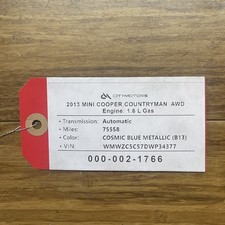 2013 MINI COOPER COUNTRYMAN AWD
Engine: 1.6 L Gas
• Transmission: Automatic
• Miles: 75558
• Color: COSMIC BLUE METALLIC (B13)
• VIN: WMWZC5C57DWP34377
000-002-1766